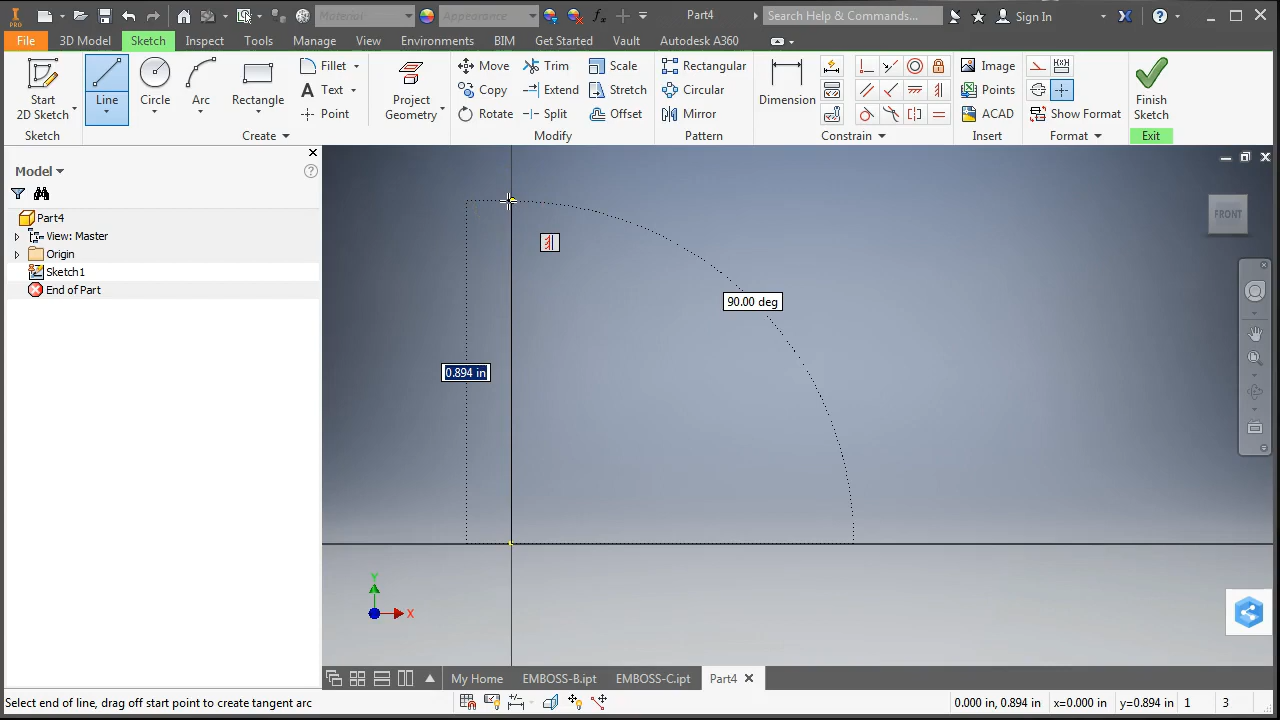 PRO
Material
Appearance
Part4
Search Help & Commands...
Sign In
File
3D Model
Sketch
Inspect
Tools
Manage
View
Environments
BIM
Get Started
Vault
Autodesk A360
Start
2D Sketch
Sketch
Line
Circle
Arc
Rectangle
Fillet
Text
Point
Create
Project
Geometry
Move
Copy
Rotate
Trim
Extend
Split
Scale
Stretch
Offset
Modify
Rectangular
Circular
Mirror
Pattern
Dimension
Constrain
Image
Points
ACAD
Insert
Show Format
Format
Finish
Sketch
Exit
Model
Part4
View: Master
Origin
Sketch1
End of Part
FRONT
90.00 deg
0.894 in
Y
X
My Home
EMBOSS-B.ipt
EMBOSS-C.ipt
Part4
Select end of line, drag off start point to create tangent arc
0.000 in, 0.894 in
x=0.000 in
y=0.894 in
1
3